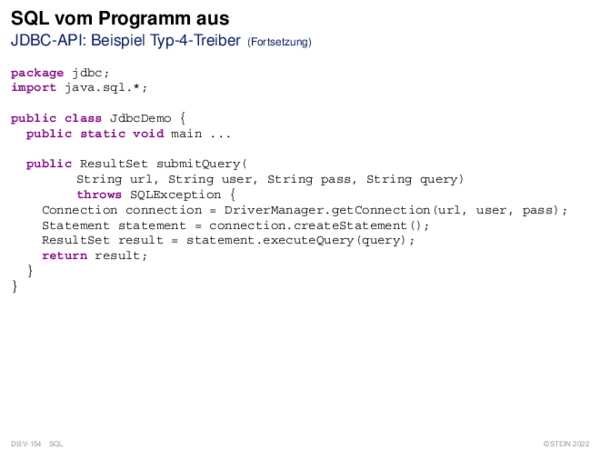 SQL vom Programm aus
JDBC-API: Beispiel Typ-4-Treiber (Fortsetzung)
package jdbc;
import java.sql.*;
public class JdbcDemo {
public static void main ...
public ResultSet submitQuery(
String url, String user, String pass, String query)
throws SQLException {
Connection connection = DriverManager.getConnection(url, user, pass);
Statement statement = connection.createStatement();
ResultSet result = statement.executeQuery(query);
return result;
}
}
DB:V-154 SQL ©STEIN 2022